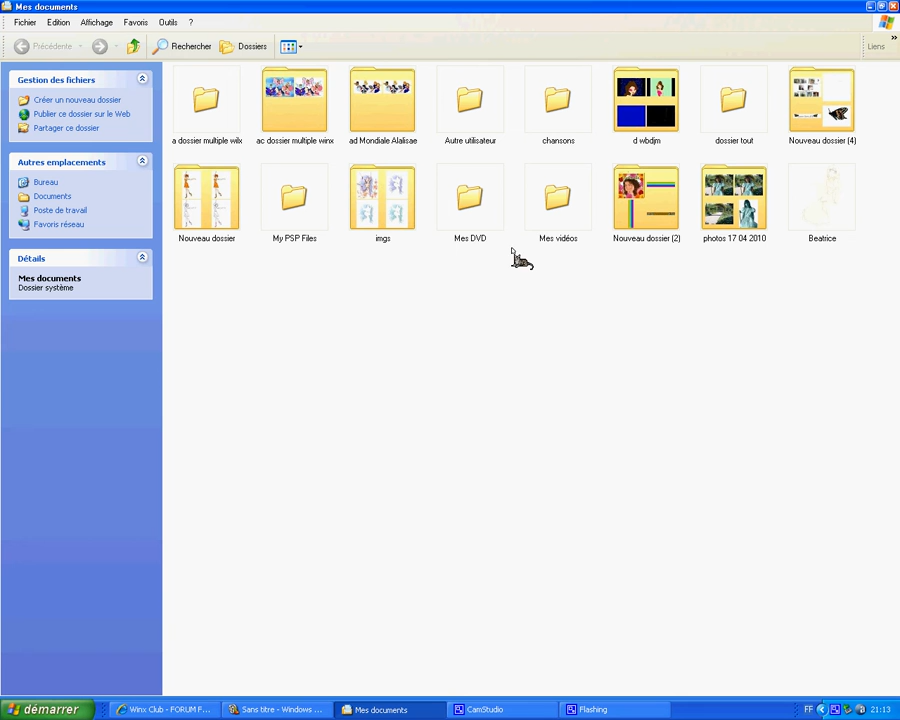 Mes documents
Fichier Edition Affichage Favoris Outils ?
Précédente Rechercher Dossiers Liens
Gestion des fichiers
Créer un nouveau dossier
Publier ce dossier sur le Web
Partager ce dossier
Autres emplacements
Bureau
Documents
Poste de travail
Favoris réseau
Détails
Mes documents
Dossier système
a dossier multiple wilx ac dossier multiple winx ad Mondiale Alalisae Autre utilisateur chansons d wbdjm dossier tout Nouveau dossier (4)
Nouveau dossier My PSP Files imgs Mes DVD Mes vidéos Nouveau dossier (2) photos 17 04 2010 Beatrice
démarrer Winx Club - FORUM F... Sans titre - Windows ... Mes documents CamStudio Flashing FF 21:13